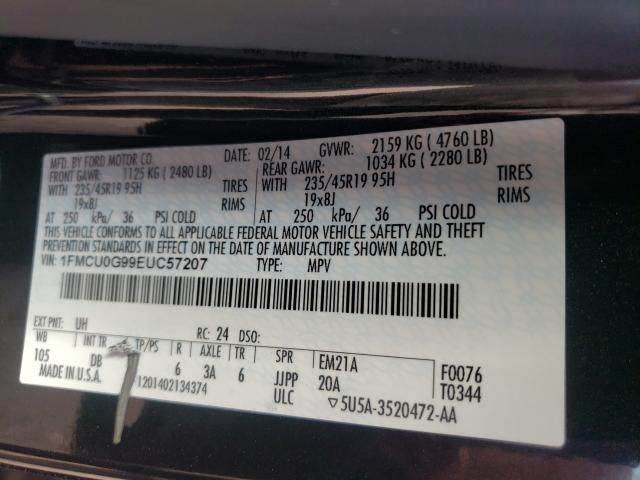 MFD. BY FORD MOTOR CO. DATE: 02/14 GVWR: 2159 KG ( 4760 LB)
FRONT GAWR: 1125 KG ( 2480 LB) REAR GAWR: 1034 KG ( 2280 LB)
WITH 235/45R19 95H TIRES WITH 235/45R19 95H TIRES
19x8J RIMS 19x8J RIMS
AT 250 kPa/ 36 PSI COLD AT 250 kPa/ 36 PSI COLD
THIS VEHICLE CONFORMS TO ALL APPLICABLE FEDERAL MOTOR VEHICLE SAFETY AND THEFT
PREVENTION STANDARDS IN EFFECT ON THE DATE OF MANUFACTURE SHOWN ABOVE.
VIN: 1FMCU0G99EUC57207 TYPE: MPV
EXT PNT: UH RC: 24 DSO:
WB INT TR TP/PS R AXLE TR SPR EM21A F0076
105 DB 6 3A 6 JJPP 20A T0344
MADE IN U.S.A. 1201402134374 ULC ▽5U5A-3520472-AA